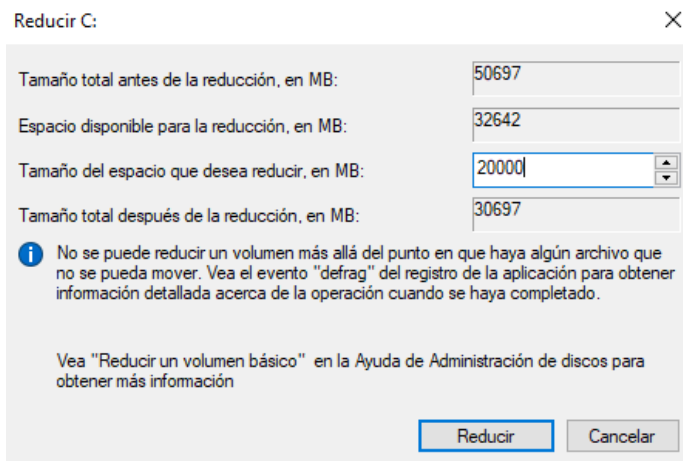 Reducir C:
Tamaño total antes de la reducción, en MB: 50697
Espacio disponible para la reducción, en MB: 32642
Tamaño del espacio que desea reducir, en MB: 20000
Tamaño total después de la reducción, en MB: 30697
No se puede reducir un volumen más allá del punto en que haya algún archivo que
no se pueda mover. Vea el evento "defrag" del registro de la aplicación para obtener
información detallada acerca de la operación cuando se haya completado.
Vea "Reducir un volumen básico" en la Ayuda de Administración de discos para
obtener más información
Reducir Cancelar